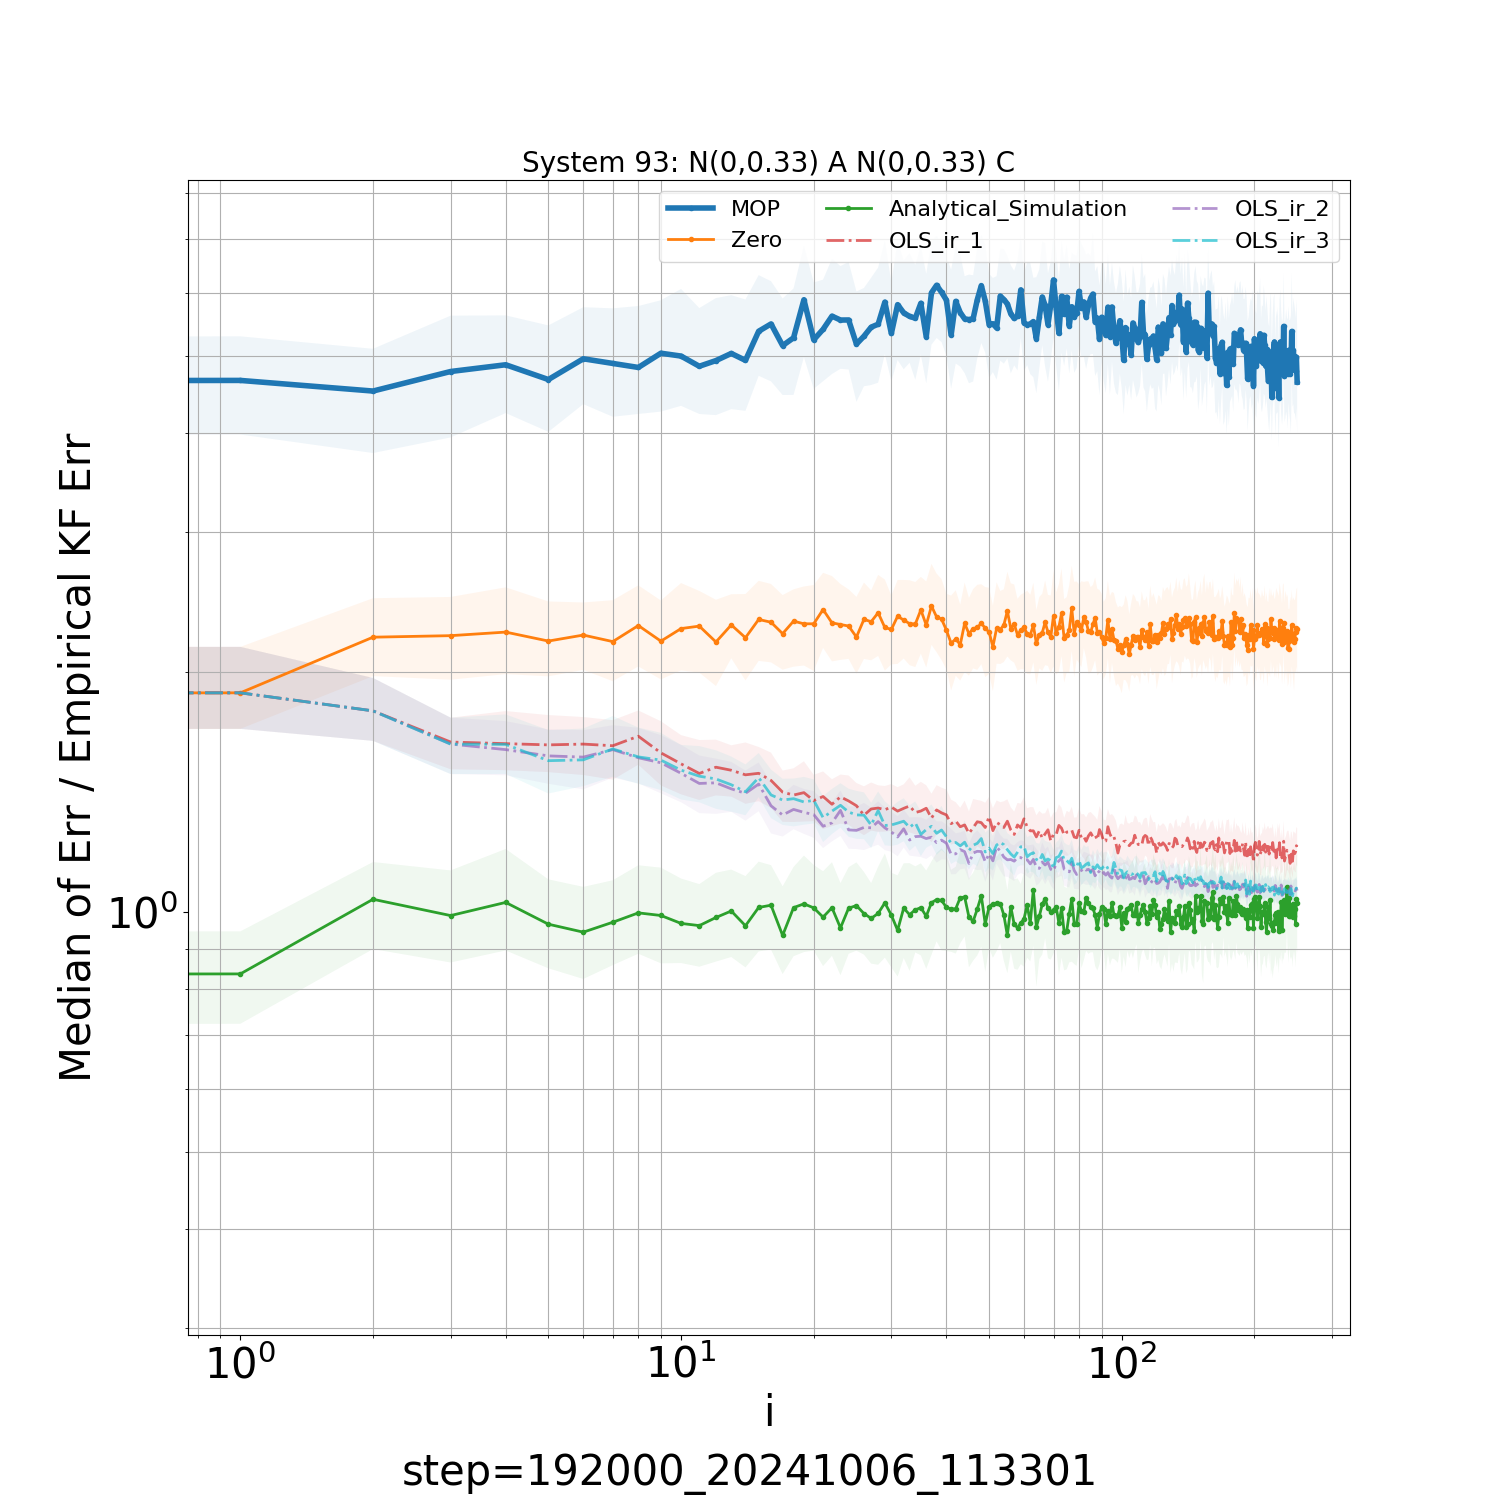 System 93: N(0,0.33) A N(0,0.33) C
MOP
Zero
Analytical_Simulation
OLS_ir_1
OLS_ir_2
OLS_ir_3
Median of Err / Empirical KF Err
10⁰
10⁰ 10¹ 10²
i
step=192000_20241006_113301